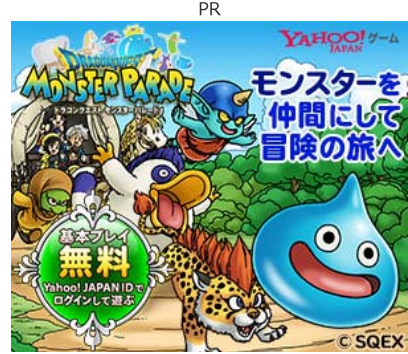 PR
YAHOO!ゲーム
JAPAN
DRAGON QUEST
MONSTER PARADE
ドラゴンクエスト モンスターパレード
モンスターを
仲間にして
冒険の旅へ
基本プレイ
無料
Yahoo! JAPAN IDで
ログインして遊ぶ
© SQEX